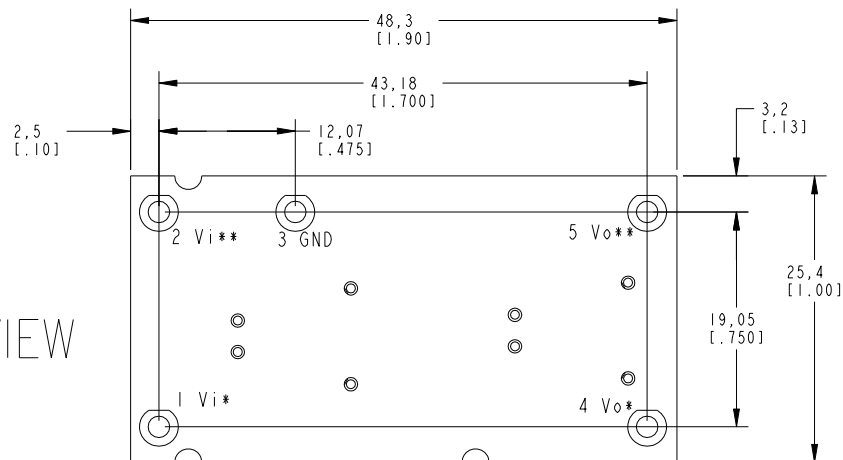 48,3
[1.90]
43,18
[1.700]
2,5
[.10]
12,07
[.475]
3,2
[.13]
2 Vi**
3 GND
5 Vo**
25,4
[1.00]
19,05
[.750]
VIEW
1 Vi*
4 Vo*